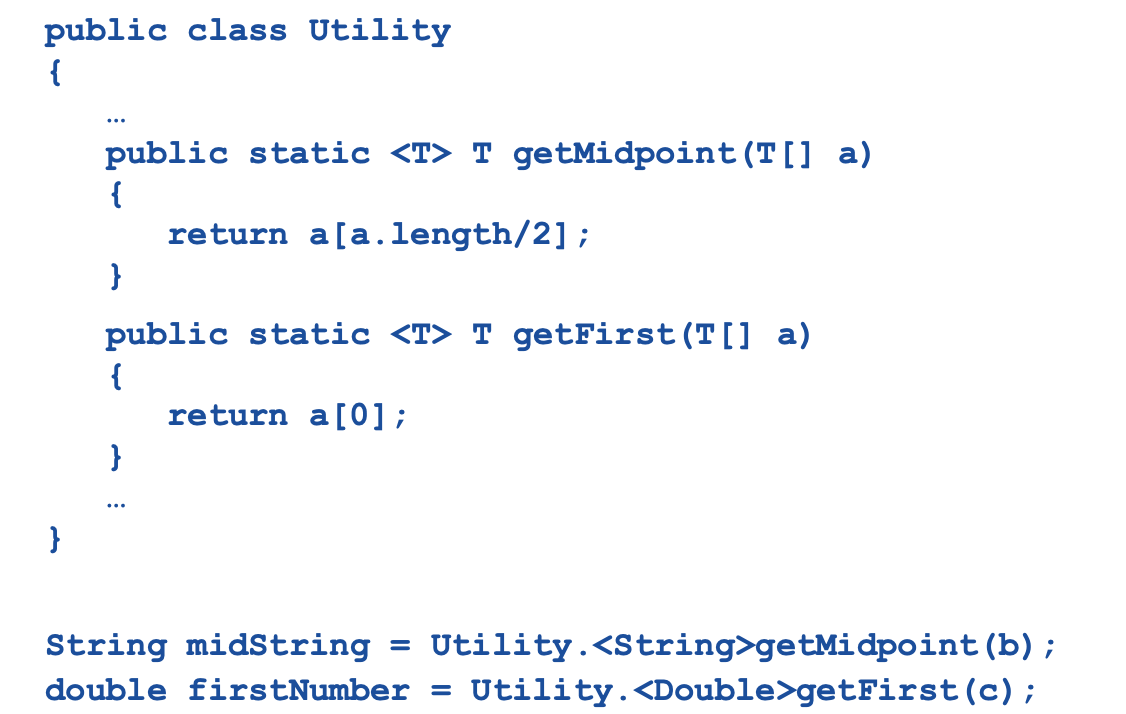 public class Utility
{
…
public static <T> T getMidpoint(T[] a)
{
return a[a.length/2];
}
public static <T> T getFirst(T[] a)
{
return a[0];
}
…
}
String midString = Utility.<String>getMidpoint(b);
double firstNumber = Utility.<Double>getFirst(c);